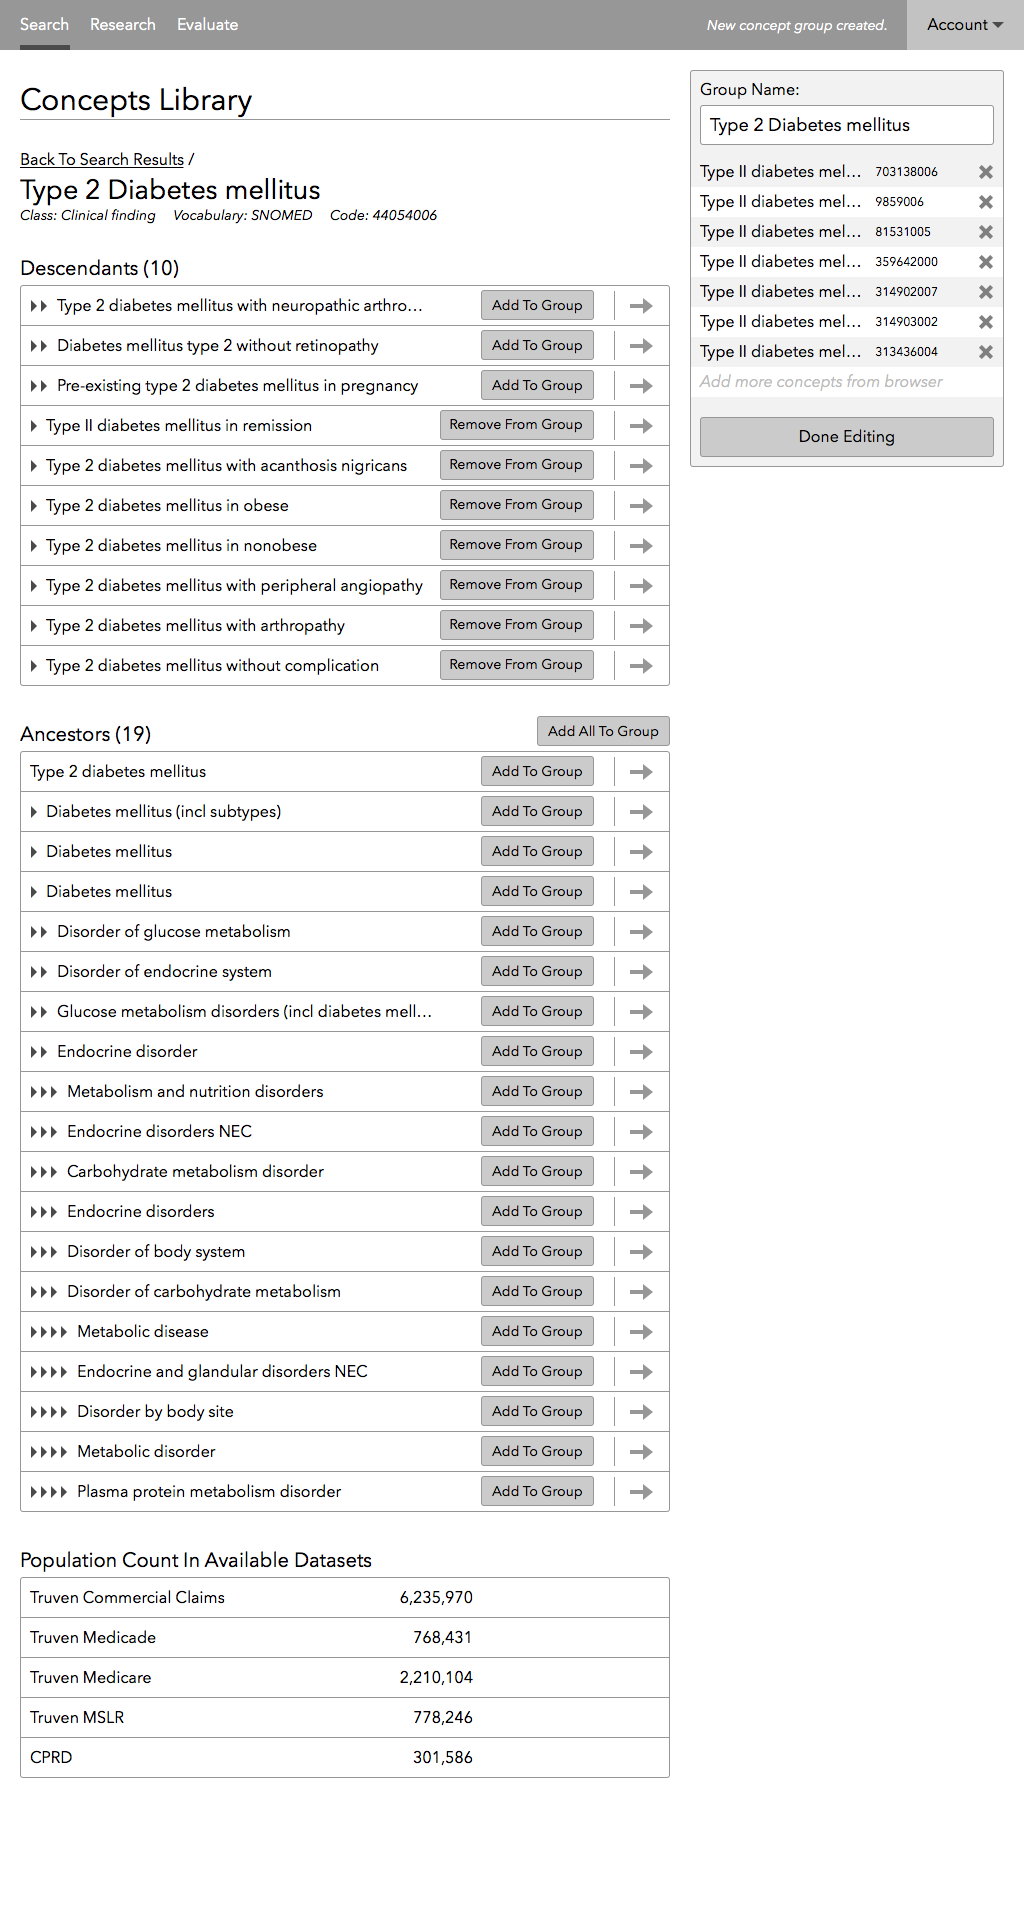 Search Research Evaluate New concept group created. Account
Concepts Library
Back To Search Results /
Type 2 Diabetes mellitus
Class: Clinical finding Vocabulary: SNOMED Code: 44054006
Descendants (10)
Type 2 diabetes mellitus with neuropathic arthro... Add To Group
Diabetes mellitus type 2 without retinopathy Add To Group
Pre-existing type 2 diabetes mellitus in pregnancy Add To Group
Type II diabetes mellitus in remission Remove From Group
Type 2 diabetes mellitus with acanthosis nigricans Remove From Group
Type 2 diabetes mellitus in obese Remove From Group
Type 2 diabetes mellitus in nonobese Remove From Group
Type 2 diabetes mellitus with peripheral angiopathy Remove From Group
Type 2 diabetes mellitus with arthropathy Remove From Group
Type 2 diabetes mellitus without complication Remove From Group
Ancestors (19) Add All To Group
Type 2 diabetes mellitus Add To Group
Diabetes mellitus (incl subtypes) Add To Group
Diabetes mellitus Add To Group
Diabetes mellitus Add To Group
Disorder of glucose metabolism Add To Group
Disorder of endocrine system Add To Group
Glucose metabolism disorders (incl diabetes mell... Add To Group
Endocrine disorder Add To Group
Metabolism and nutrition disorders Add To Group
Endocrine disorders NEC Add To Group
Carbohydrate metabolism disorder Add To Group
Endocrine disorders Add To Group
Disorder of body system Add To Group
Disorder of carbohydrate metabolism Add To Group
Metabolic disease Add To Group
Endocrine and glandular disorders NEC Add To Group
Disorder by body site Add To Group
Metabolic disorder Add To Group
Plasma protein metabolism disorder Add To Group
Population Count In Available Datasets
Truven Commercial Claims 6,235,970
Truven Medicade 768,431
Truven Medicare 2,210,104
Truven MSLR 778,246
CPRD 301,586
Group Name:
Type 2 Diabetes mellitus
Type II diabetes mel... 703138006
Type II diabetes mel... 9859006
Type II diabetes mel... 81531005
Type II diabetes mel... 359642000
Type II diabetes mel... 314902007
Type II diabetes mel... 314903002
Type II diabetes mel... 313436004
Add more concepts from browser
Done Editing